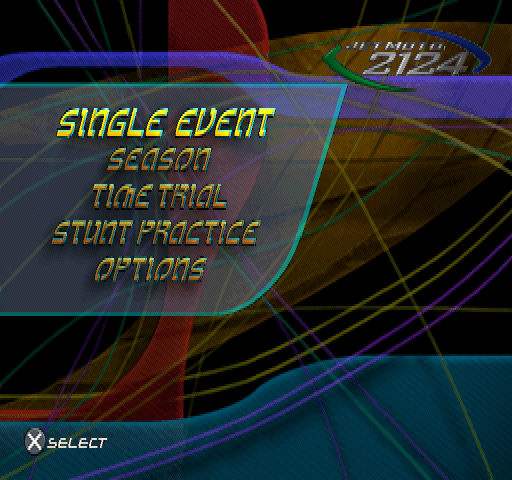 JETMOTO
2124
SINGLE EVENT
SEASON
TIME TRIAL
STUNT PRACTICE
OPTIONS
X SELECT